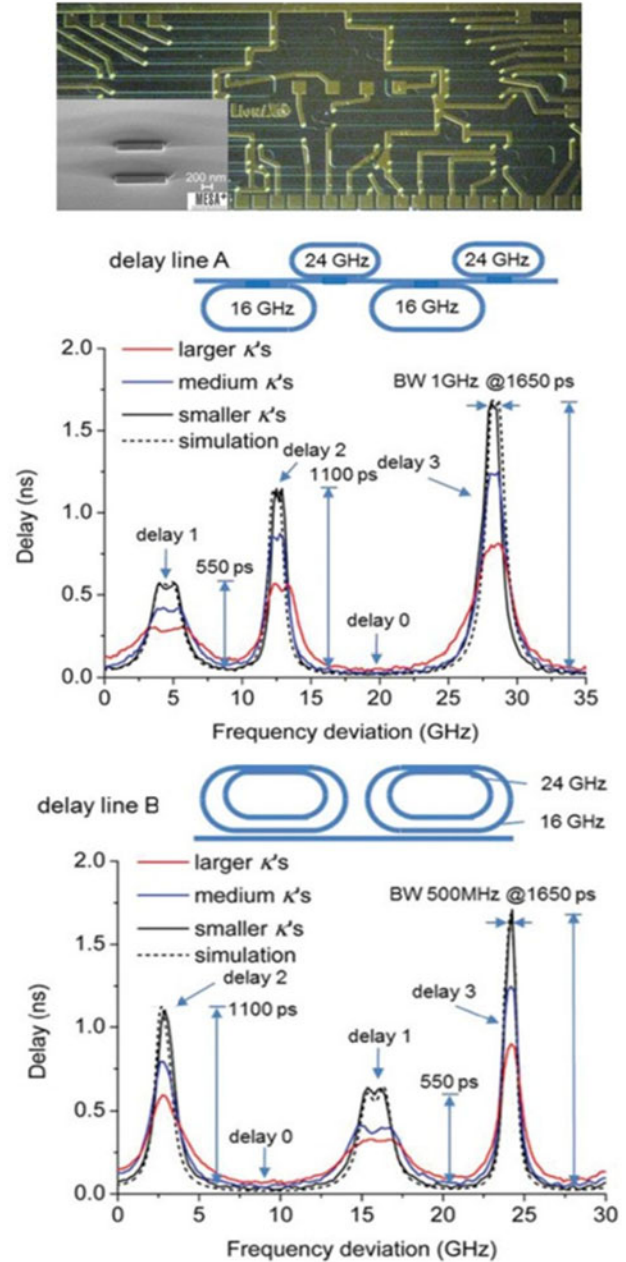 LioniX
200 nm
MESA+
delay line A
24 GHz
24 GHz
16 GHz
16 GHz
2.0
1.5
1.0
0.5
0.0
Delay (ns)
larger κ's
medium κ's
smaller κ's
simulation
BW 1GHz @1650 ps
delay 2
1100 ps
delay 3
delay 1
550 ps
delay 0
0 5 10 15 20 25 30 35
Frequency deviation (GHz)
delay line B
24 GHz
16 GHz
2.0
1.5
1.0
0.5
0.0
Delay (ns)
larger κ's
medium κ's
smaller κ's
simulation
BW 500MHz @1650 ps
delay 2
1100 ps
delay 3
delay 1
550 ps
delay 0
0 5 10 15 20 25 30
Frequency deviation (GHz)